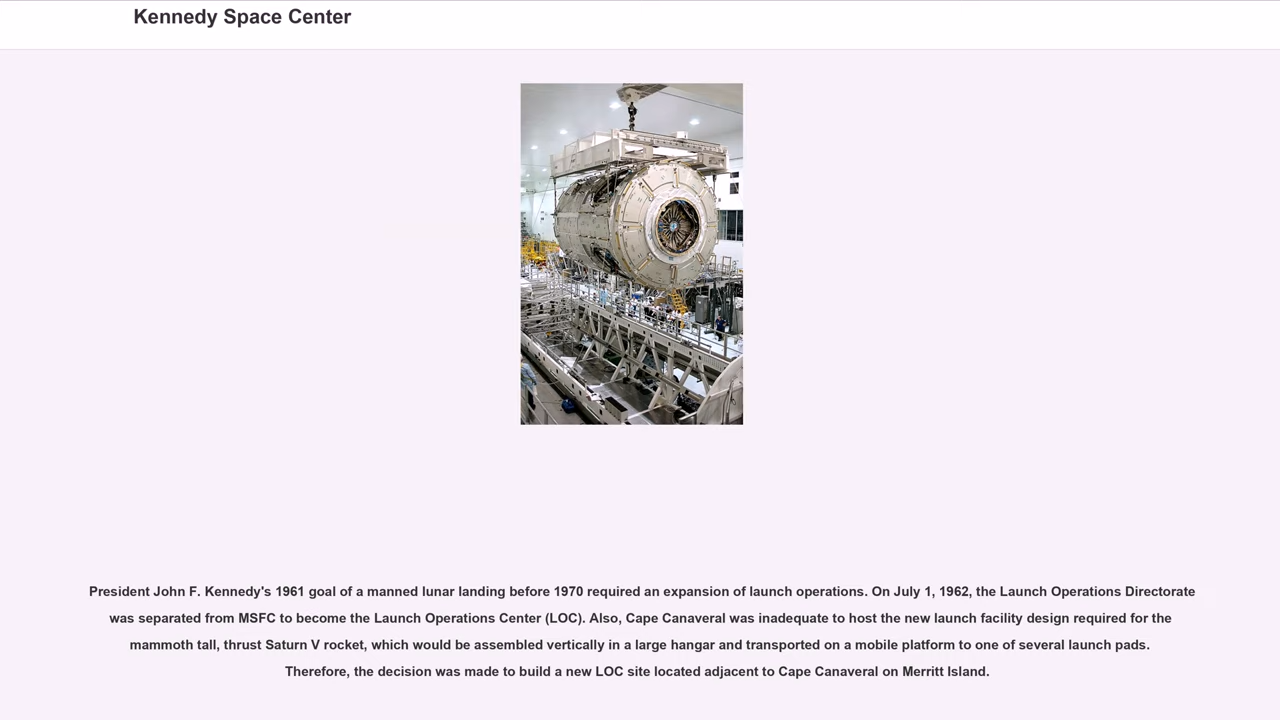 Kennedy Space Center
President John F. Kennedy's 1961 goal of a manned lunar landing before 1970 required an expansion of launch operations. On July 1, 1962, the Launch Operations Directorate
was separated from MSFC to become the Launch Operations Center (LOC). Also, Cape Canaveral was inadequate to host the new launch facility design required for the
mammoth tall, thrust Saturn V rocket, which would be assembled vertically in a large hangar and transported on a mobile platform to one of several launch pads.
Therefore, the decision was made to build a new LOC site located adjacent to Cape Canaveral on Merritt Island.